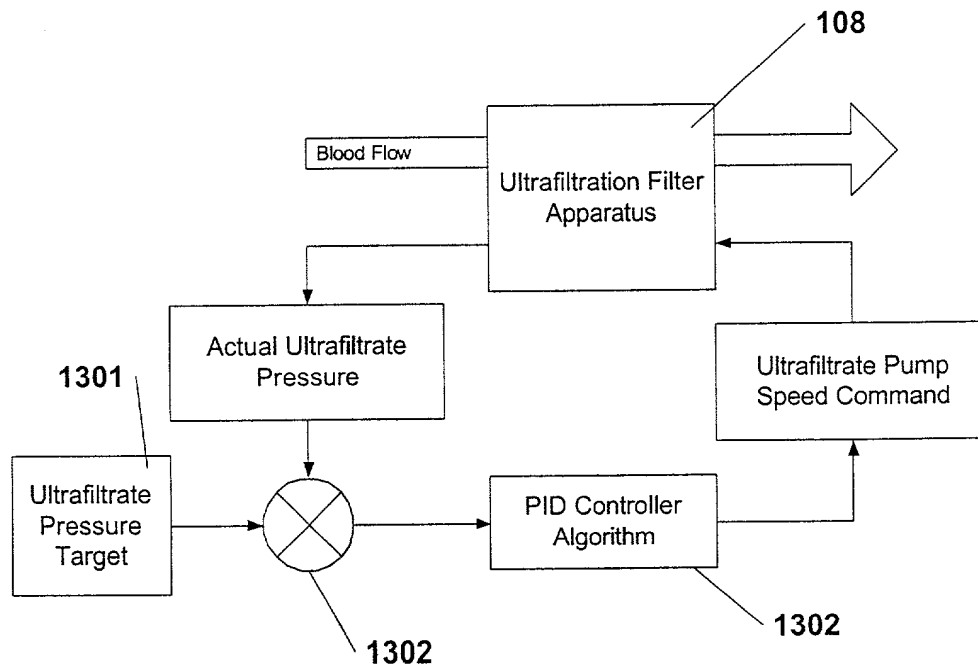 108
Blood Flow
Ultrafiltration Filter
Apparatus
Actual Ultrafiltrate
Pressure
Ultrafiltrate Pump
Speed Command
1301
Ultrafiltrate
Pressure
Target
PID Controller
Algorithm
1302
1302